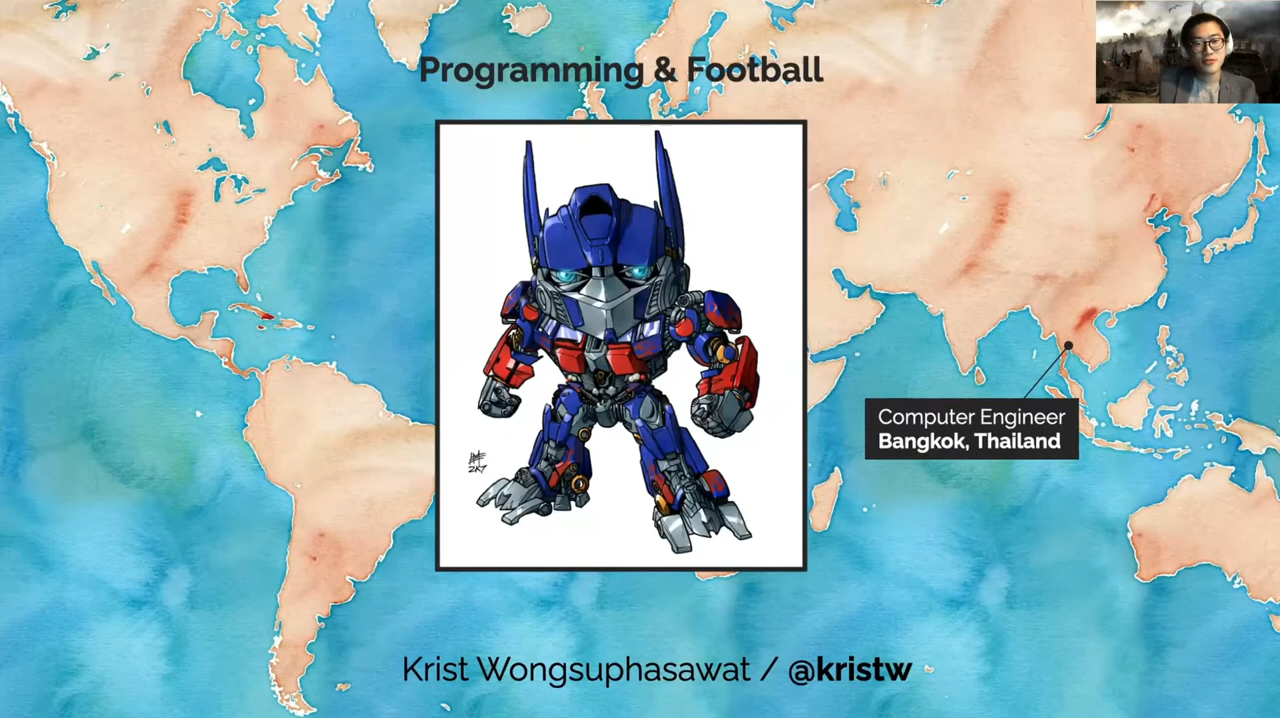 Programming & Football
Computer Engineer
Bangkok, Thailand
Krist Wongsuphasawat / @kristw